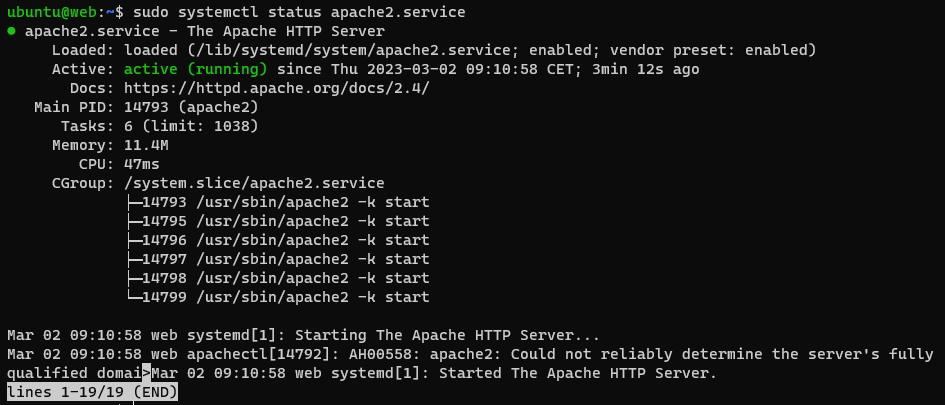 ubuntu@web:~$ sudo systemctl status apache2.service
● apache2.service - The Apache HTTP Server
     Loaded: loaded (/lib/systemd/system/apache2.service; enabled; vendor preset: enabled)
     Active: active (running) since Thu 2023-03-02 09:10:58 CET; 3min 12s ago
       Docs: https://httpd.apache.org/docs/2.4/
   Main PID: 14793 (apache2)
      Tasks: 6 (limit: 1038)
     Memory: 11.4M
        CPU: 47ms
     CGroup: /system.slice/apache2.service
             ├─14793 /usr/sbin/apache2 -k start
             ├─14795 /usr/sbin/apache2 -k start
             ├─14796 /usr/sbin/apache2 -k start
             ├─14797 /usr/sbin/apache2 -k start
             ├─14798 /usr/sbin/apache2 -k start
             └─14799 /usr/sbin/apache2 -k start

Mar 02 09:10:58 web systemd[1]: Starting The Apache HTTP Server...
Mar 02 09:10:58 web apachectl[14792]: AH00558: apache2: Could not reliably determine the server's fully
qualified domai>Mar 02 09:10:58 web systemd[1]: Started The Apache HTTP Server.
lines 1-19/19 (END)